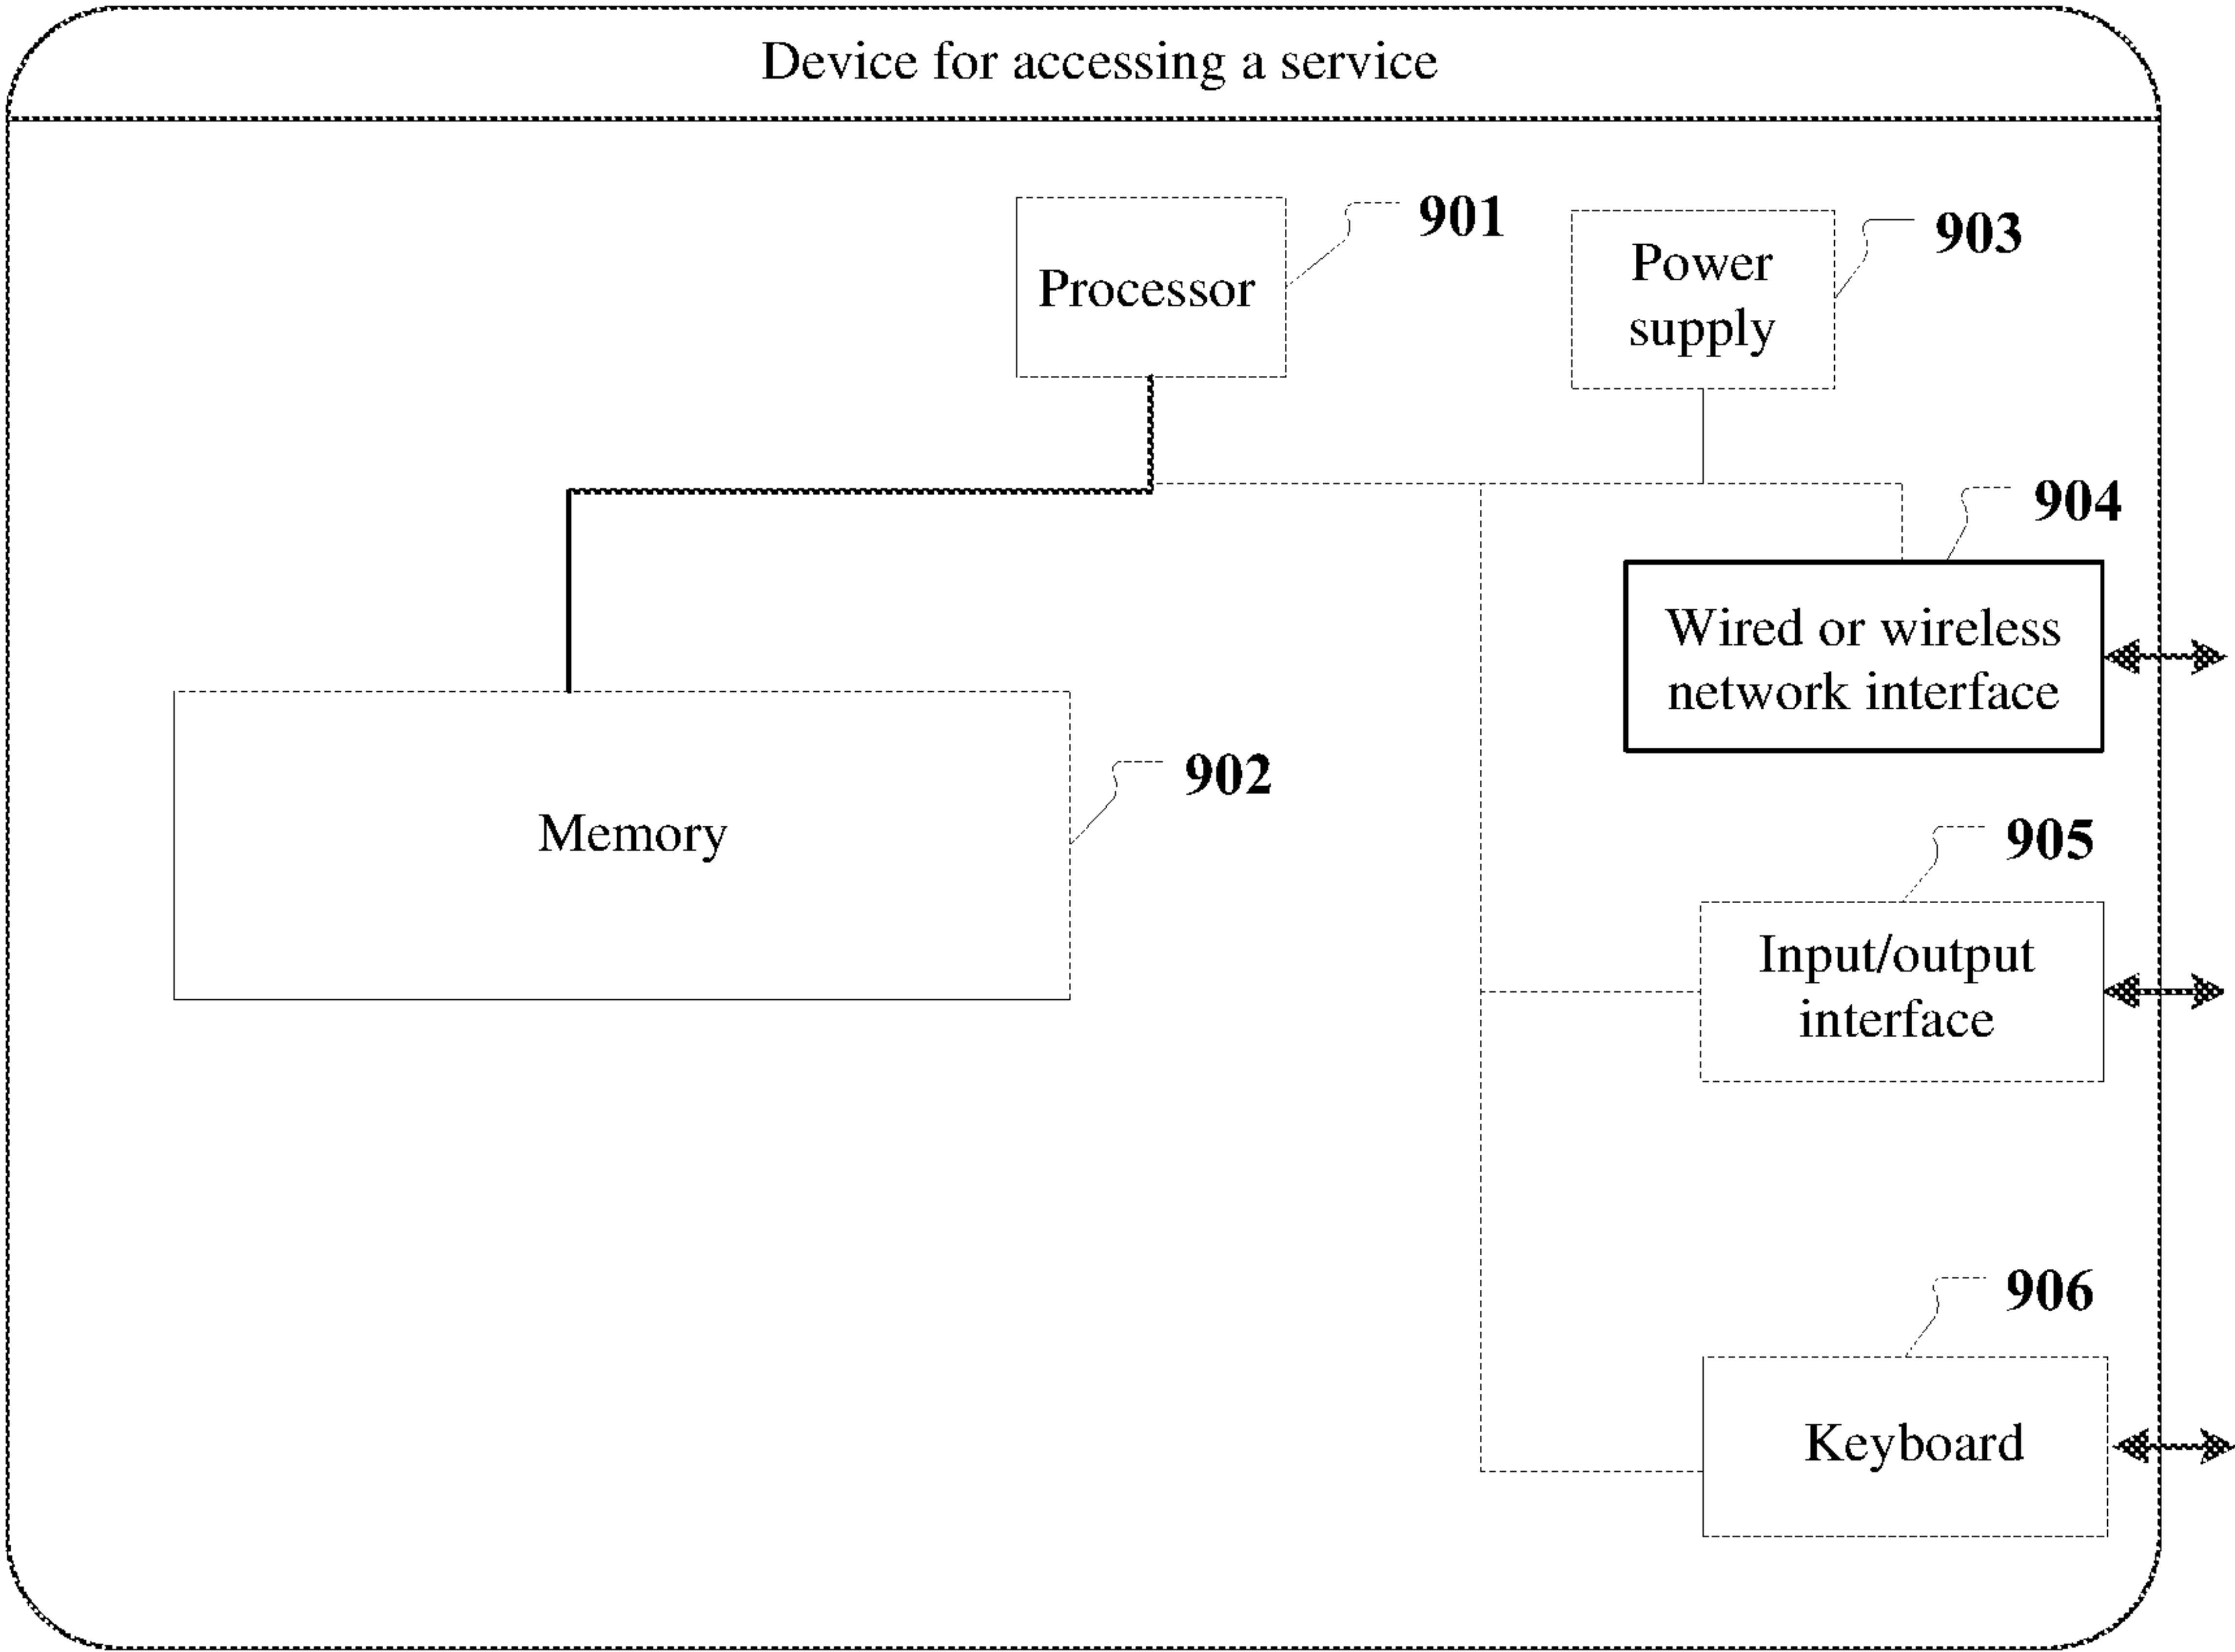 Device for accessing a service
901
Processor
903
Power
supply
904
Wired or wireless
network interface
902
Memory
905
Input/output
interface
906
Keyboard